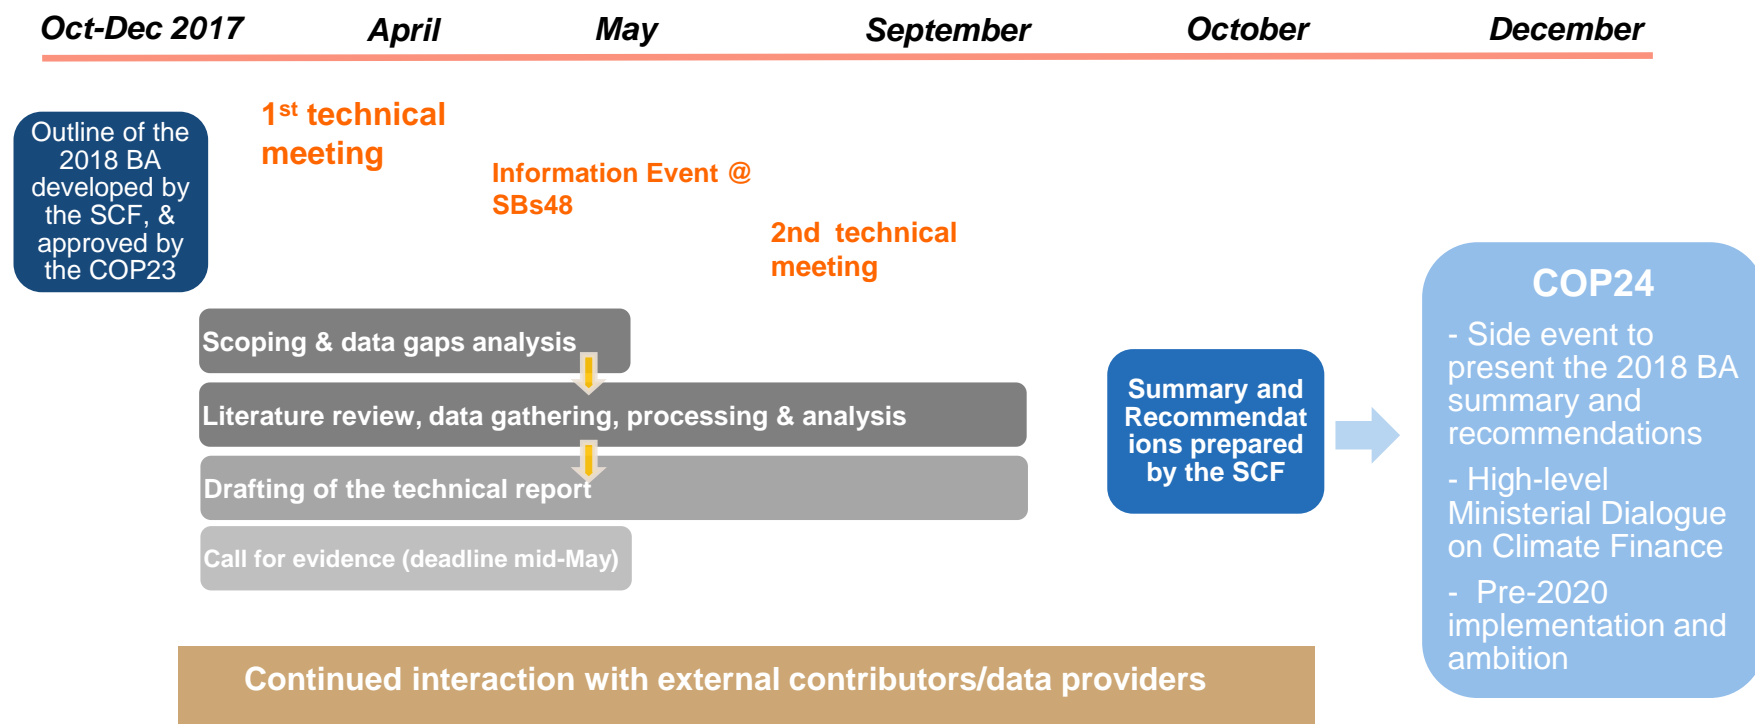 Oct-Dec 2017
April
May
September
October
December
Outline of the
2018 BA
developed by
the SCF, &
approved by
the COP23
1st technical
meeting
Information Event @
SBs48
2nd technical
meeting
Scoping & data gaps analysis
Literature review, data gathering, processing & analysis
Drafting of the technical report
Call for evidence (deadline mid-May)
Summary and
Recommendat
ions prepared
by the SCF
COP24
- Side event to
present the 2018 BA
summary and
recommendations
- High-level
Ministerial Dialogue
on Climate Finance
- Pre-2020
implementation and
ambition
Continued interaction with external contributors/data providers